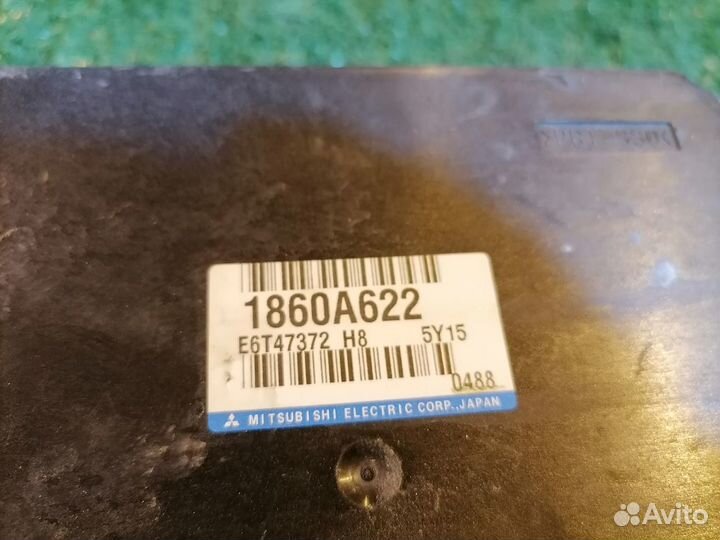 1860A622
E6T47372 H8 5Y15
0488
MITSUBISHI ELECTRIC CORP.,JAPAN
Avito